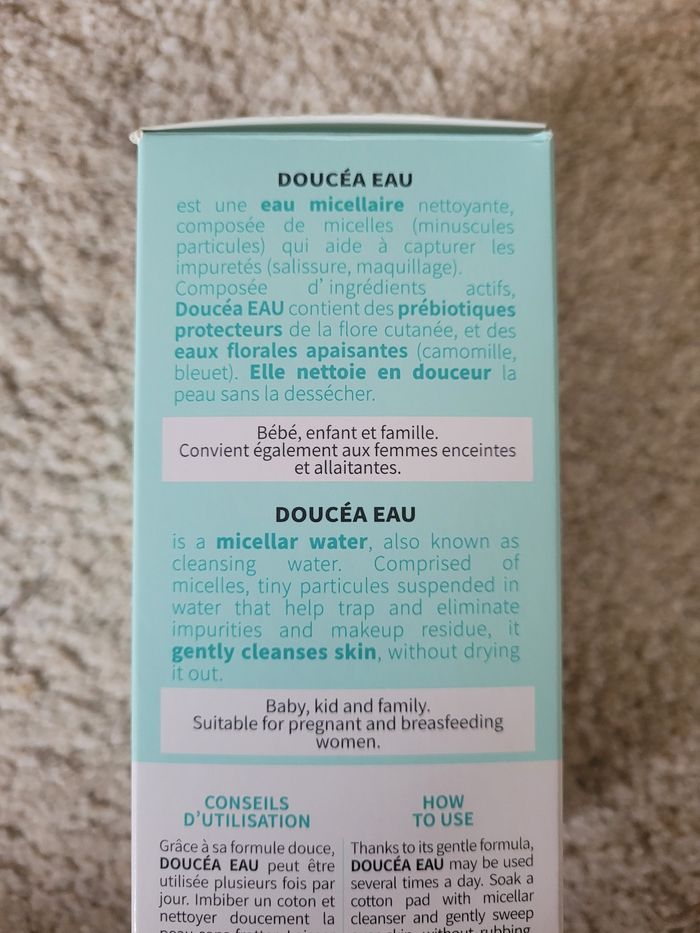 DOUCÉA EAU
est une eau micellaire nettoyante,
composée de micelles (minuscules
particules) qui aide à capturer les
impuretés (salissure, maquillage).
Composée d'ingrédients actifs,
Doucéa EAU contient des prébiotiques
protecteurs de la flore cutanée, et des
eaux florales apaisantes (camomille,
bleuet). Elle nettoie en douceur la
peau sans la dessécher.
Bébé, enfant et famille.
Convient également aux femmes enceintes
et allaitantes.
DOUCÉA EAU
is a micellar water, also known as
cleansing water. Comprised of
micelles, tiny particules suspended in
water that help trap and eliminate
impurities and makeup residue, it
gently cleanses skin, without drying
it out.
Baby, kid and family.
Suitable for pregnant and breasfeeding
women.
CONSEILS
D'UTILISATION
Grâce à sa formule douce,
DOUCÉA EAU peut être
utilisée plusieurs fois par
jour. Imbiber un coton et
nettoyer doucement la
HOW
TO USE
Thanks to its gentle formula,
DOUCÉA EAU may be used
several times a day. Soak a
cotton pad with micellar
cleanser and gently sweep